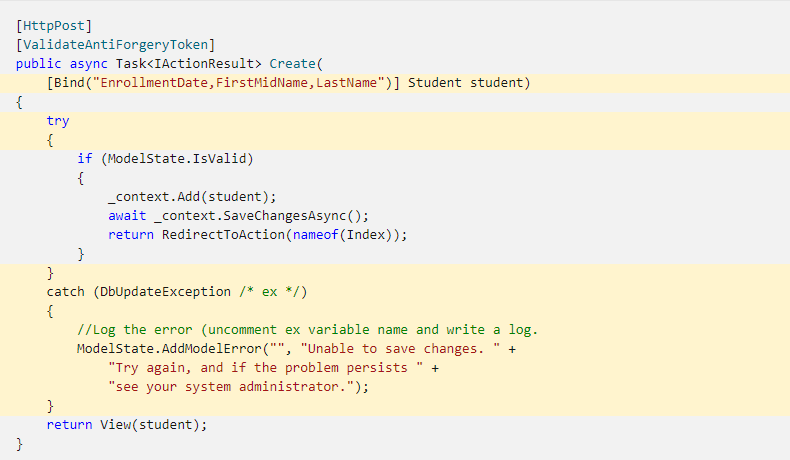 [HttpPost]
[ValidateAntiForgeryToken]
public async Task<IActionResult> Create(
    [Bind("EnrollmentDate,FirstMidName,LastName")] Student student)
{
    try
    {
        if (ModelState.IsValid)
        {
            _context.Add(student);
            await _context.SaveChangesAsync();
            return RedirectToAction(nameof(Index));
        }
    }
    catch (DbUpdateException /* ex */)
    {
        //Log the error (uncomment ex variable name and write a log.
        ModelState.AddModelError("", "Unable to save changes. " +
            "Try again, and if the problem persists " +
            "see your system administrator.");
    }
    return View(student);
}